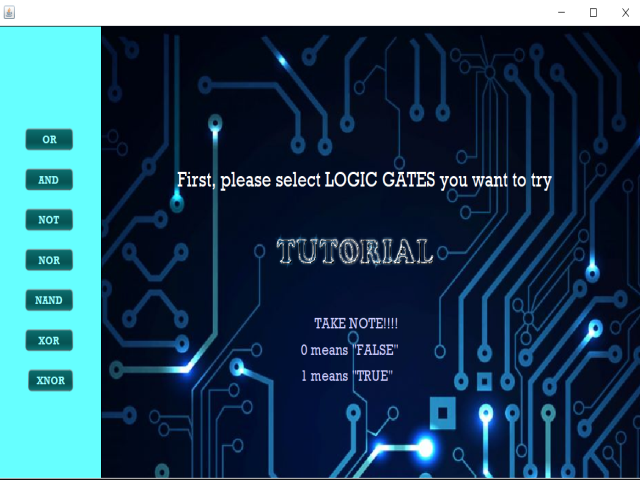 OR
AND
NOT
NOR
NAND
XOR
XNOR
First, please select LOGIC GATES you want to try
TUTORIAL
TAKE NOTE!!!!
0 means "FALSE"
1 means "TRUE"